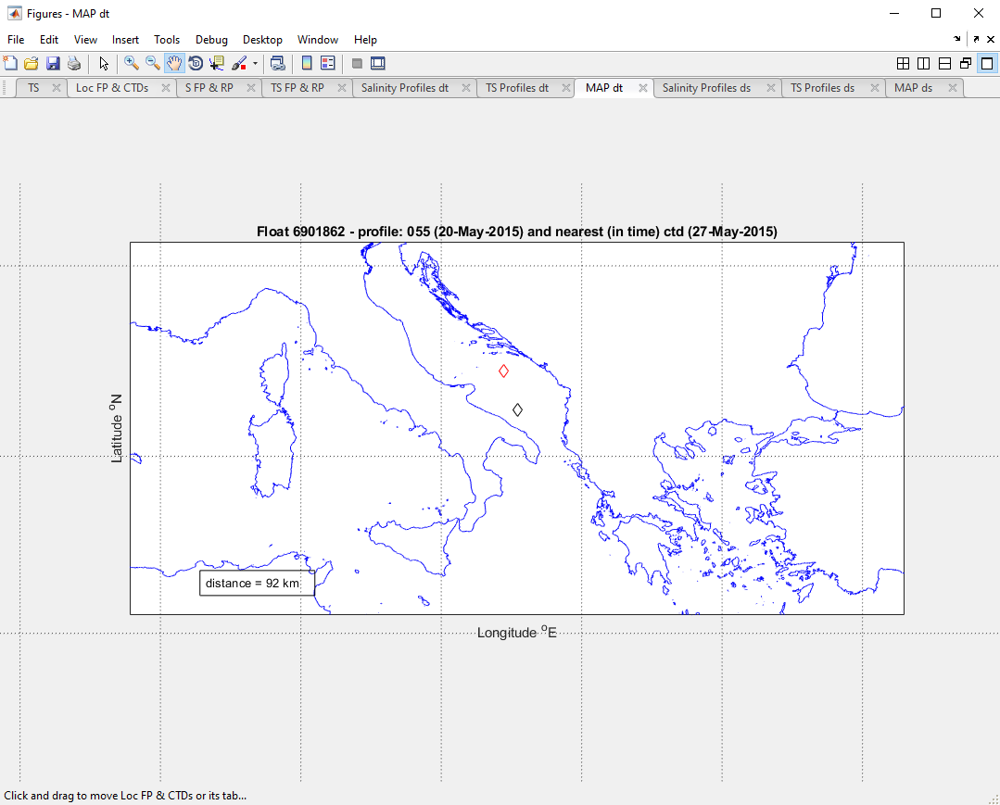 Figures - MAP dt
File Edit View Insert Tools Debug Desktop Window Help
TS Loc FP & CTDs S FP & RP TS FP & RP Salinity Profiles dt TS Profiles dt MAP dt Salinity Profiles ds TS Profiles ds MAP ds
Float 6901862 - profile: 055 (20-May-2015) and nearest (in time) ctd (27-May-2015)
Latitude °N
distance = 92 km
Longitude °E
Click and drag to move Loc FP & CTDs or its tab...